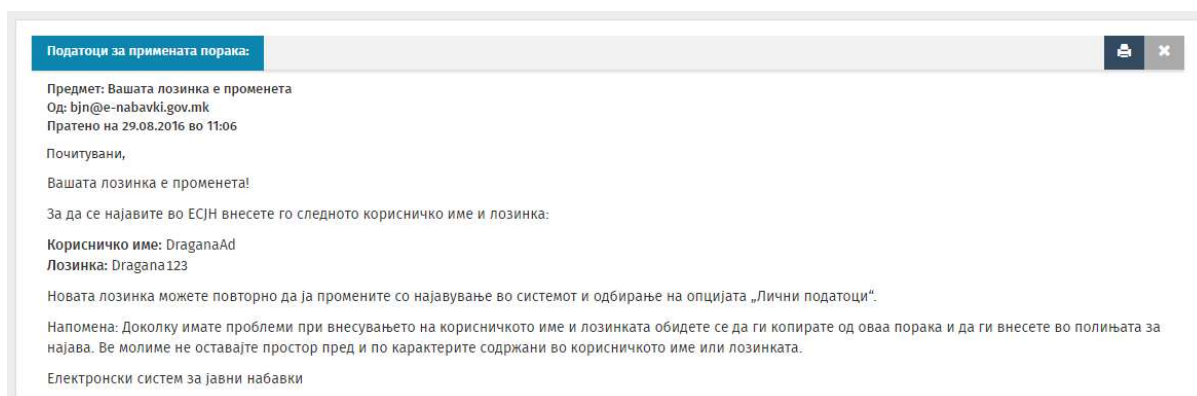 Податоци за примената порака:
Предмет: Вашата лозинка е променета
Од: bjn@e-nabavki.gov.mk
Пратено на 29.08.2016 во 11:06
Почитувани,
Вашата лозинка е променета!
За да се најавите во ЕСЈН внесете го следното корисничко име и лозинка:
Корисничко име: DraganaAd
Лозинка: Dragana123
Новата лозинка можете повторно да ја промените со најавување во системот и одбирање на опцијата „Лични податоци“.
Напомена: Доколку имате проблеми при внесувањето на корисничкото име и лозинката обидете се да ги копирате од оваа порака и да ги внесете во полињата за
најава. Ве молиме не оставајте простор пред и по карактерите содржани во корисничкото име или лозинката.
Електронски систем за јавни набавки